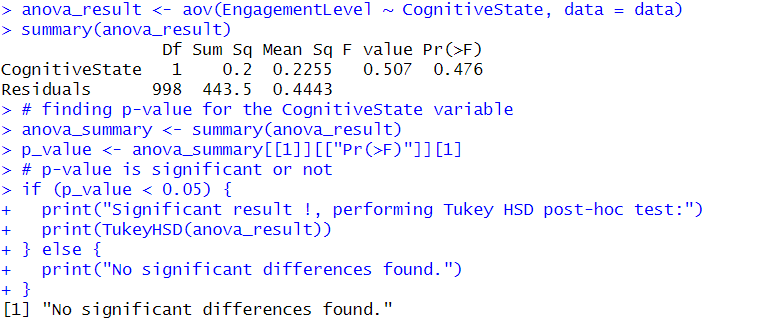 > anova_result <- aov(EngagementLevel ~ CognitiveState, data = data)
> summary(anova_result)
                Df Sum Sq Mean Sq F value Pr(>F)
CognitiveState   1    0.2  0.2255   0.507  0.476
Residuals      998  443.5  0.4443
> # finding p-value for the CognitiveState variable
> anova_summary <- summary(anova_result)
> p_value <- anova_summary[[1]][["Pr(>F)"]][1]
> # p-value is significant or not
> if (p_value < 0.05) {
+   print("Significant result !, performing Tukey HSD post-hoc test:")
+   print(TukeyHSD(anova_result))
+ } else {
+   print("No significant differences found.")
+ }
[1] "No significant differences found."